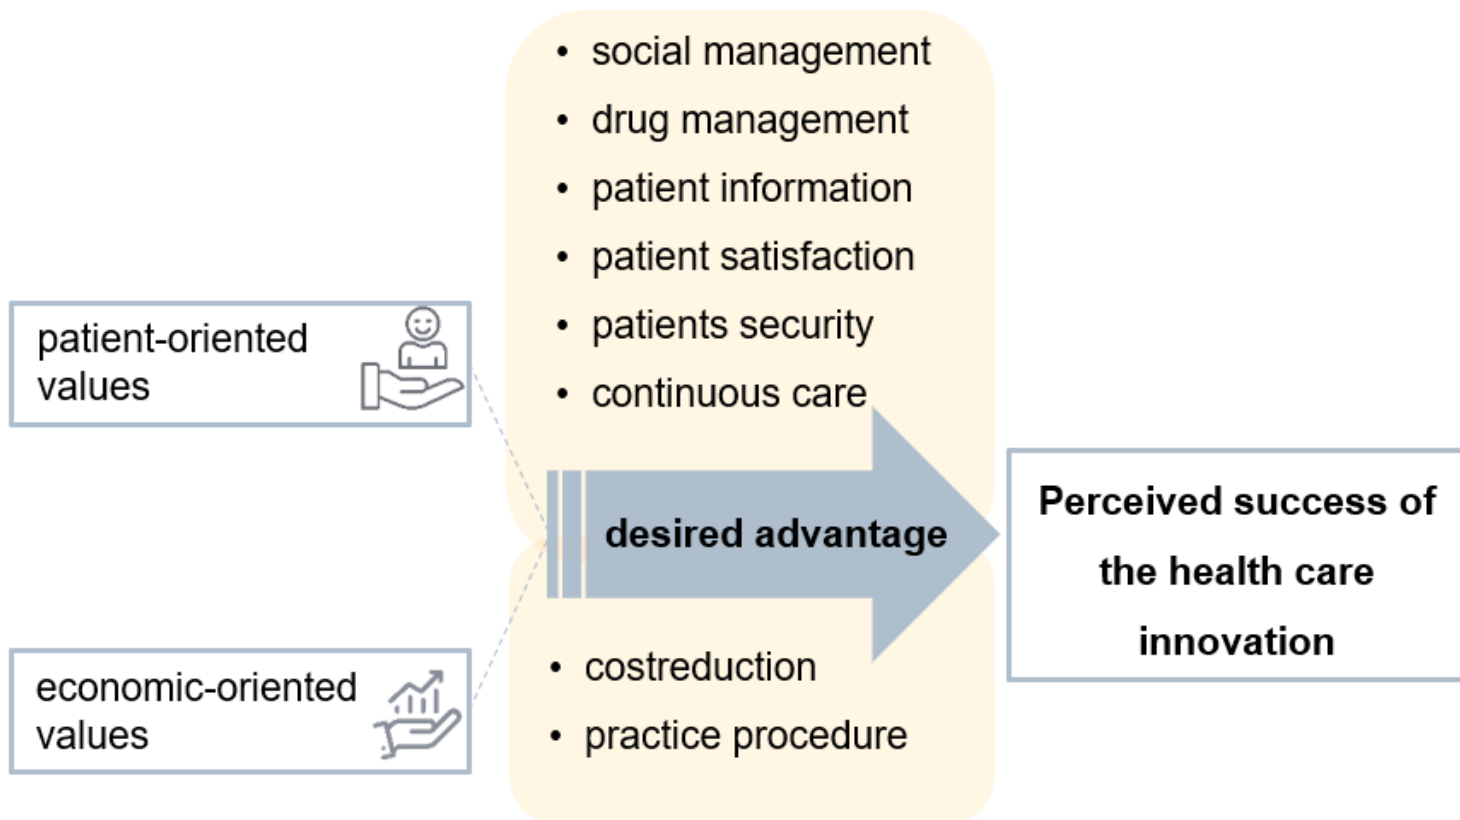 patient-oriented
values
economic-oriented
values
• social management
• drug management
• patient information
• patient satisfaction
• patients security
• continuous care
desired advantage
• costreduction
• practice procedure
Perceived success of
the health care
innovation